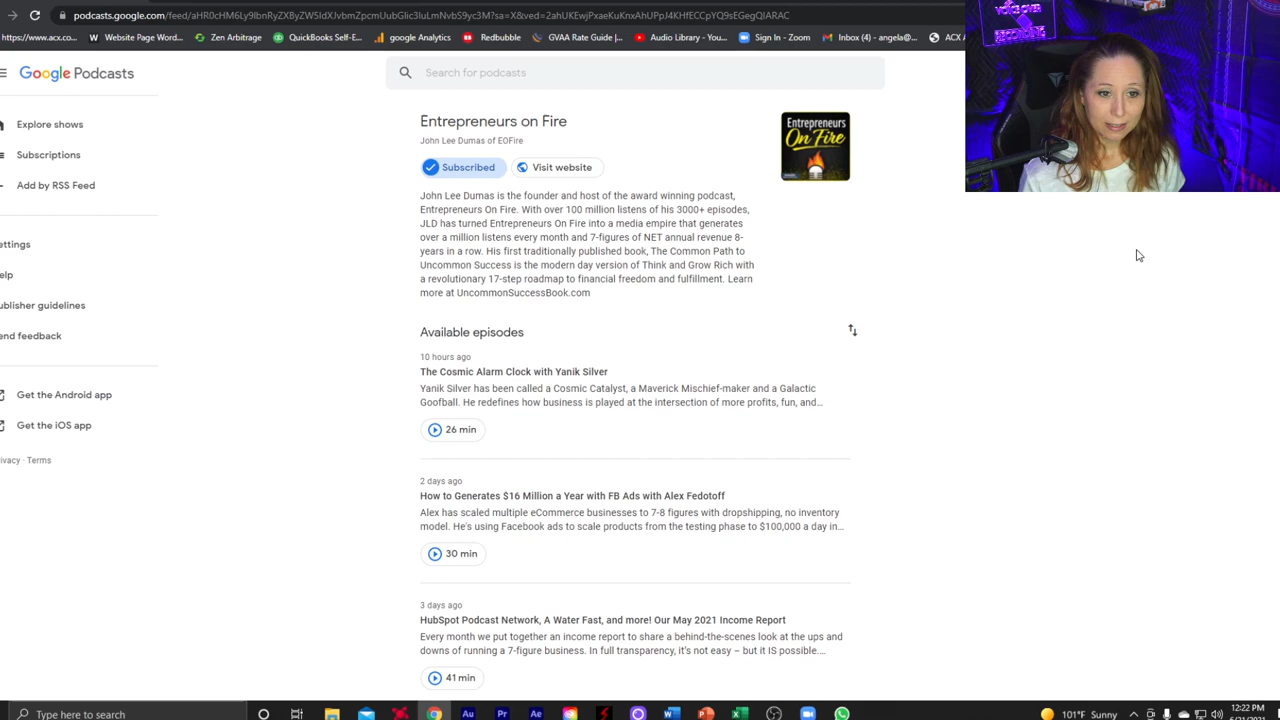 podcasts.google.com/feed/aHR0cHM6Ly9lbnRyZXByZW5ldXJvbmZpcmUubGlic3luLmNvbS9yc3M?sa=X&ved=2ahUKEwjPxaeKuKnxAhUPpJ4KHfECCpYQ9sEGegQIARAC
https://www.acx.co...
Website Page Word...
Zen Arbitrage
QuickBooks Self-E...
google Analytics
Redbubble
GVAA Rate Guide |...
Audio Library - You...
Sign In - Zoom
Inbox (4) - angela@...
ACX A
VOICE OVER
Google Podcasts
Search for podcasts
Explore shows
Subscriptions
Add by RSS Feed
ettings
elp
ublisher guidelines
end feedback
Get the Android app
Get the iOS app
rivacy · Terms
Entrepreneurs on Fire
John Lee Dumas of EOFire
Subscribed
Visit website
Entrepreneurs
On Fire
John Lee Dumas is the founder and host of the award winning podcast,
Entrepreneurs On Fire. With over 100 million listens of his 3000+ episodes,
JLD has turned Entrepreneurs On Fire into a media empire that generates
over a million listens every month and 7-figures of NET annual revenue 8-
years in a row. His first traditionally published book, The Common Path to
Uncommon Success is the modern day version of Think and Grow Rich with
a revolutionary 17-step roadmap to financial freedom and fulfillment. Learn
more at UncommonSuccessBook.com
Available episodes
10 hours ago
The Cosmic Alarm Clock with Yanik Silver
Yanik Silver has been called a Cosmic Catalyst, a Maverick Mischief-maker and a Galactic
Goofball. He redefines how business is played at the intersection of more profits, fun, and...
26 min
2 days ago
How to Generates $16 Million a Year with FB Ads with Alex Fedotoff
Alex has scaled multiple eCommerce businesses to 7-8 figures with dropshipping, no inventory
model. He's using Facebook ads to scale products from the testing phase to $100,000 a day in...
30 min
3 days ago
HubSpot Podcast Network, A Water Fast, and more! Our May 2021 Income Report
Every month we put together an income report to share a behind-the-scenes look at the ups and
downs of running a 7-figure business. In full transparency, it's not easy – but it IS possible....
41 min
Type here to search
101°F Sunny
12:22 PM